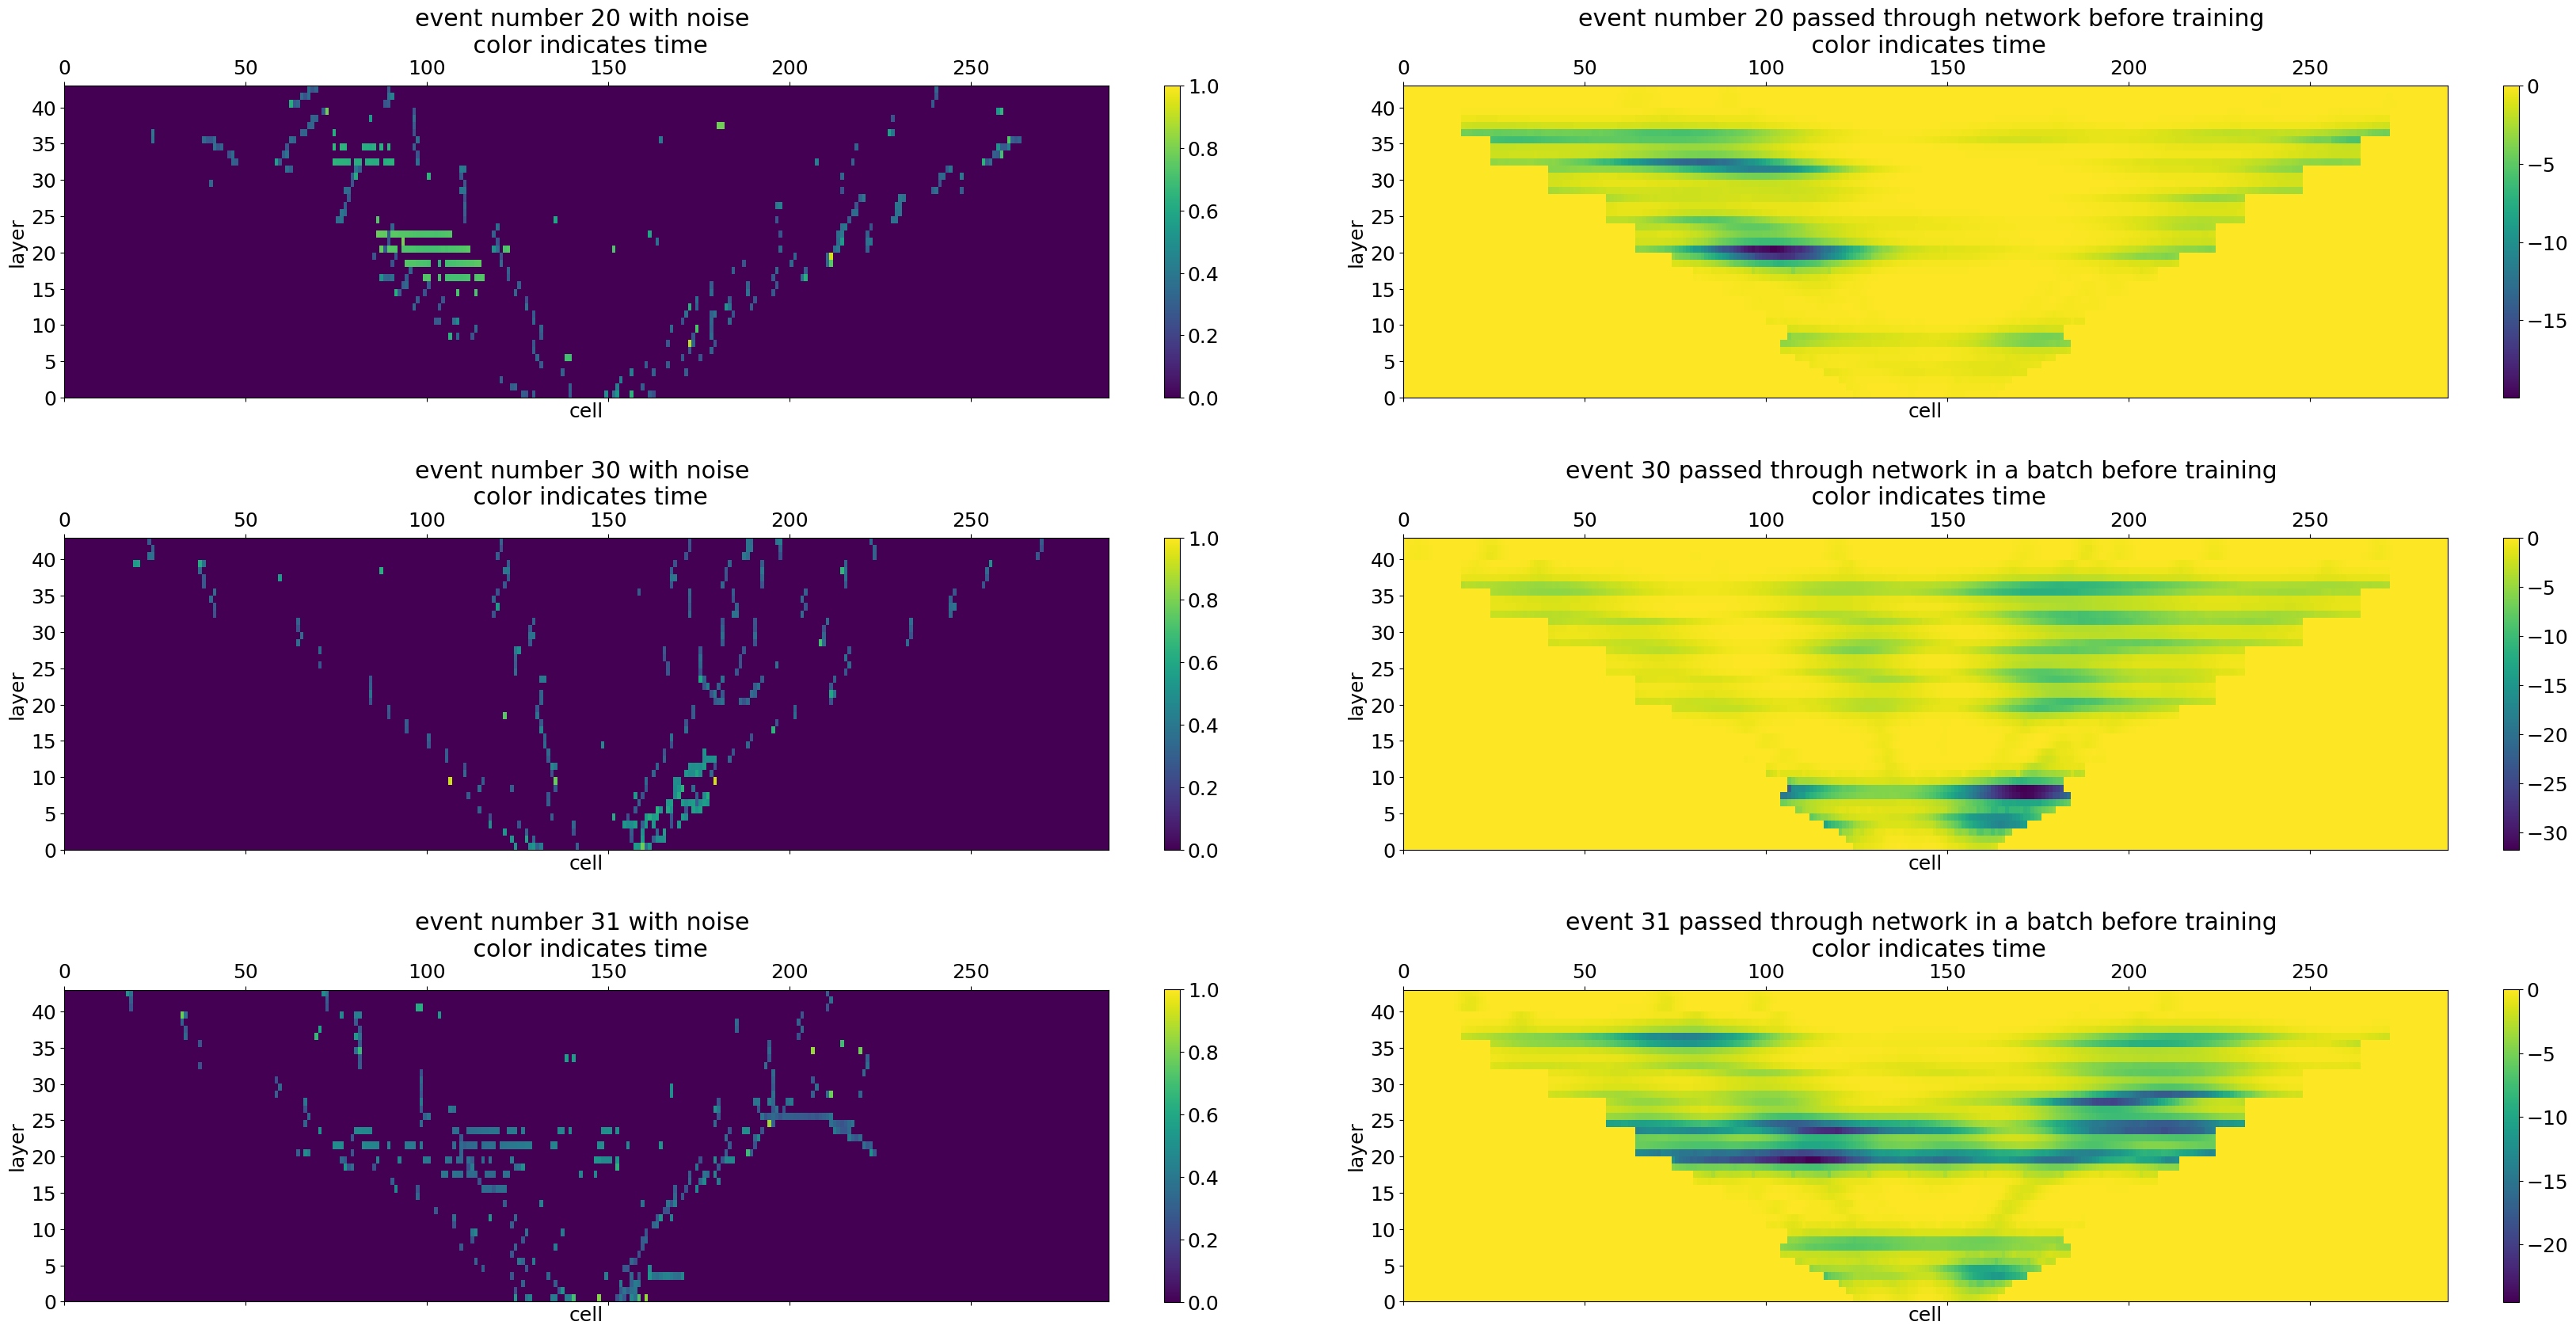 event number 20 with noise
color indicates time
0 50 100 150 200 250
40
35
30
25
20
15
10
5
0
layer
cell
1.0
0.8
0.6
0.4
0.2
0.0
event number 20 passed through network before training
color indicates time
0 50 100 150 200 250
40
35
30
25
20
15
10
5
0
layer
cell
0
−5
−10
−15
event number 30 with noise
color indicates time
0 50 100 150 200 250
40
35
30
25
20
15
10
5
0
layer
cell
1.0
0.8
0.6
0.4
0.2
0.0
event 30 passed through network in a batch before training
color indicates time
0 50 100 150 200 250
40
35
30
25
20
15
10
5
0
layer
cell
0
−5
−10
−15
−20
−25
−30
event number 31 with noise
color indicates time
0 50 100 150 200 250
40
35
30
25
20
15
10
5
0
layer
cell
1.0
0.8
0.6
0.4
0.2
0.0
event 31 passed through network in a batch before training
color indicates time
0 50 100 150 200 250
40
35
30
25
20
15
10
5
0
layer
cell
0
−5
−10
−15
−20